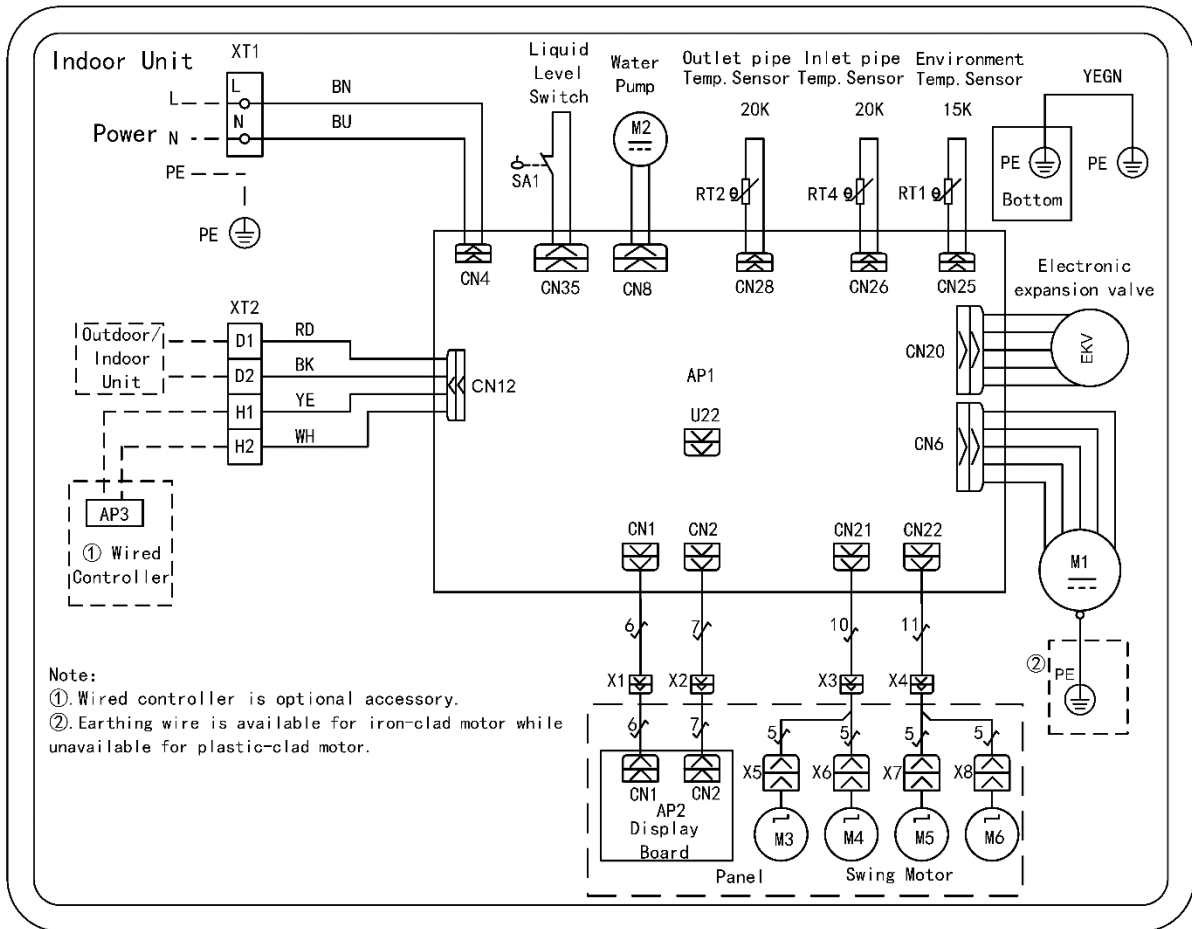 Indoor Unit
XT1
L
L
BN
Power
N
N
BU
PE
PE
Liquid
Level
Switch
SA1
Water
Pump
M2
Outlet pipe
Temp. Sensor
20K
RT2
θ
Inlet pipe
Temp. Sensor
20K
RT4
θ
Environment
Temp. Sensor
15K
RT1
θ
YEGN
PE
PE
Bottom
CN4
CN35
CN8
CN28
CN26
CN25
Electronic
expansion valve
CN20
EKV
XT2
Outdoor/
Indoor
Unit
D1
RD
D2
BK
H1
YE
H2
WH
CN12
AP1
U22
CN6
AP3
① Wired
Controller
CN1
CN2
CN21
CN22
M1
6
7
10
11
② PE
X1
X2
X3
X4
Note:
①. Wired controller is optional accessory.
②. Earthing wire is available for iron-clad motor while
unavailable for plastic-clad motor.
6
7
5
5
5
5
X5
X6
X7
X8
CN1
CN2
AP2
Display
Board
M3
M4
M5
M6
Panel
Swing Motor